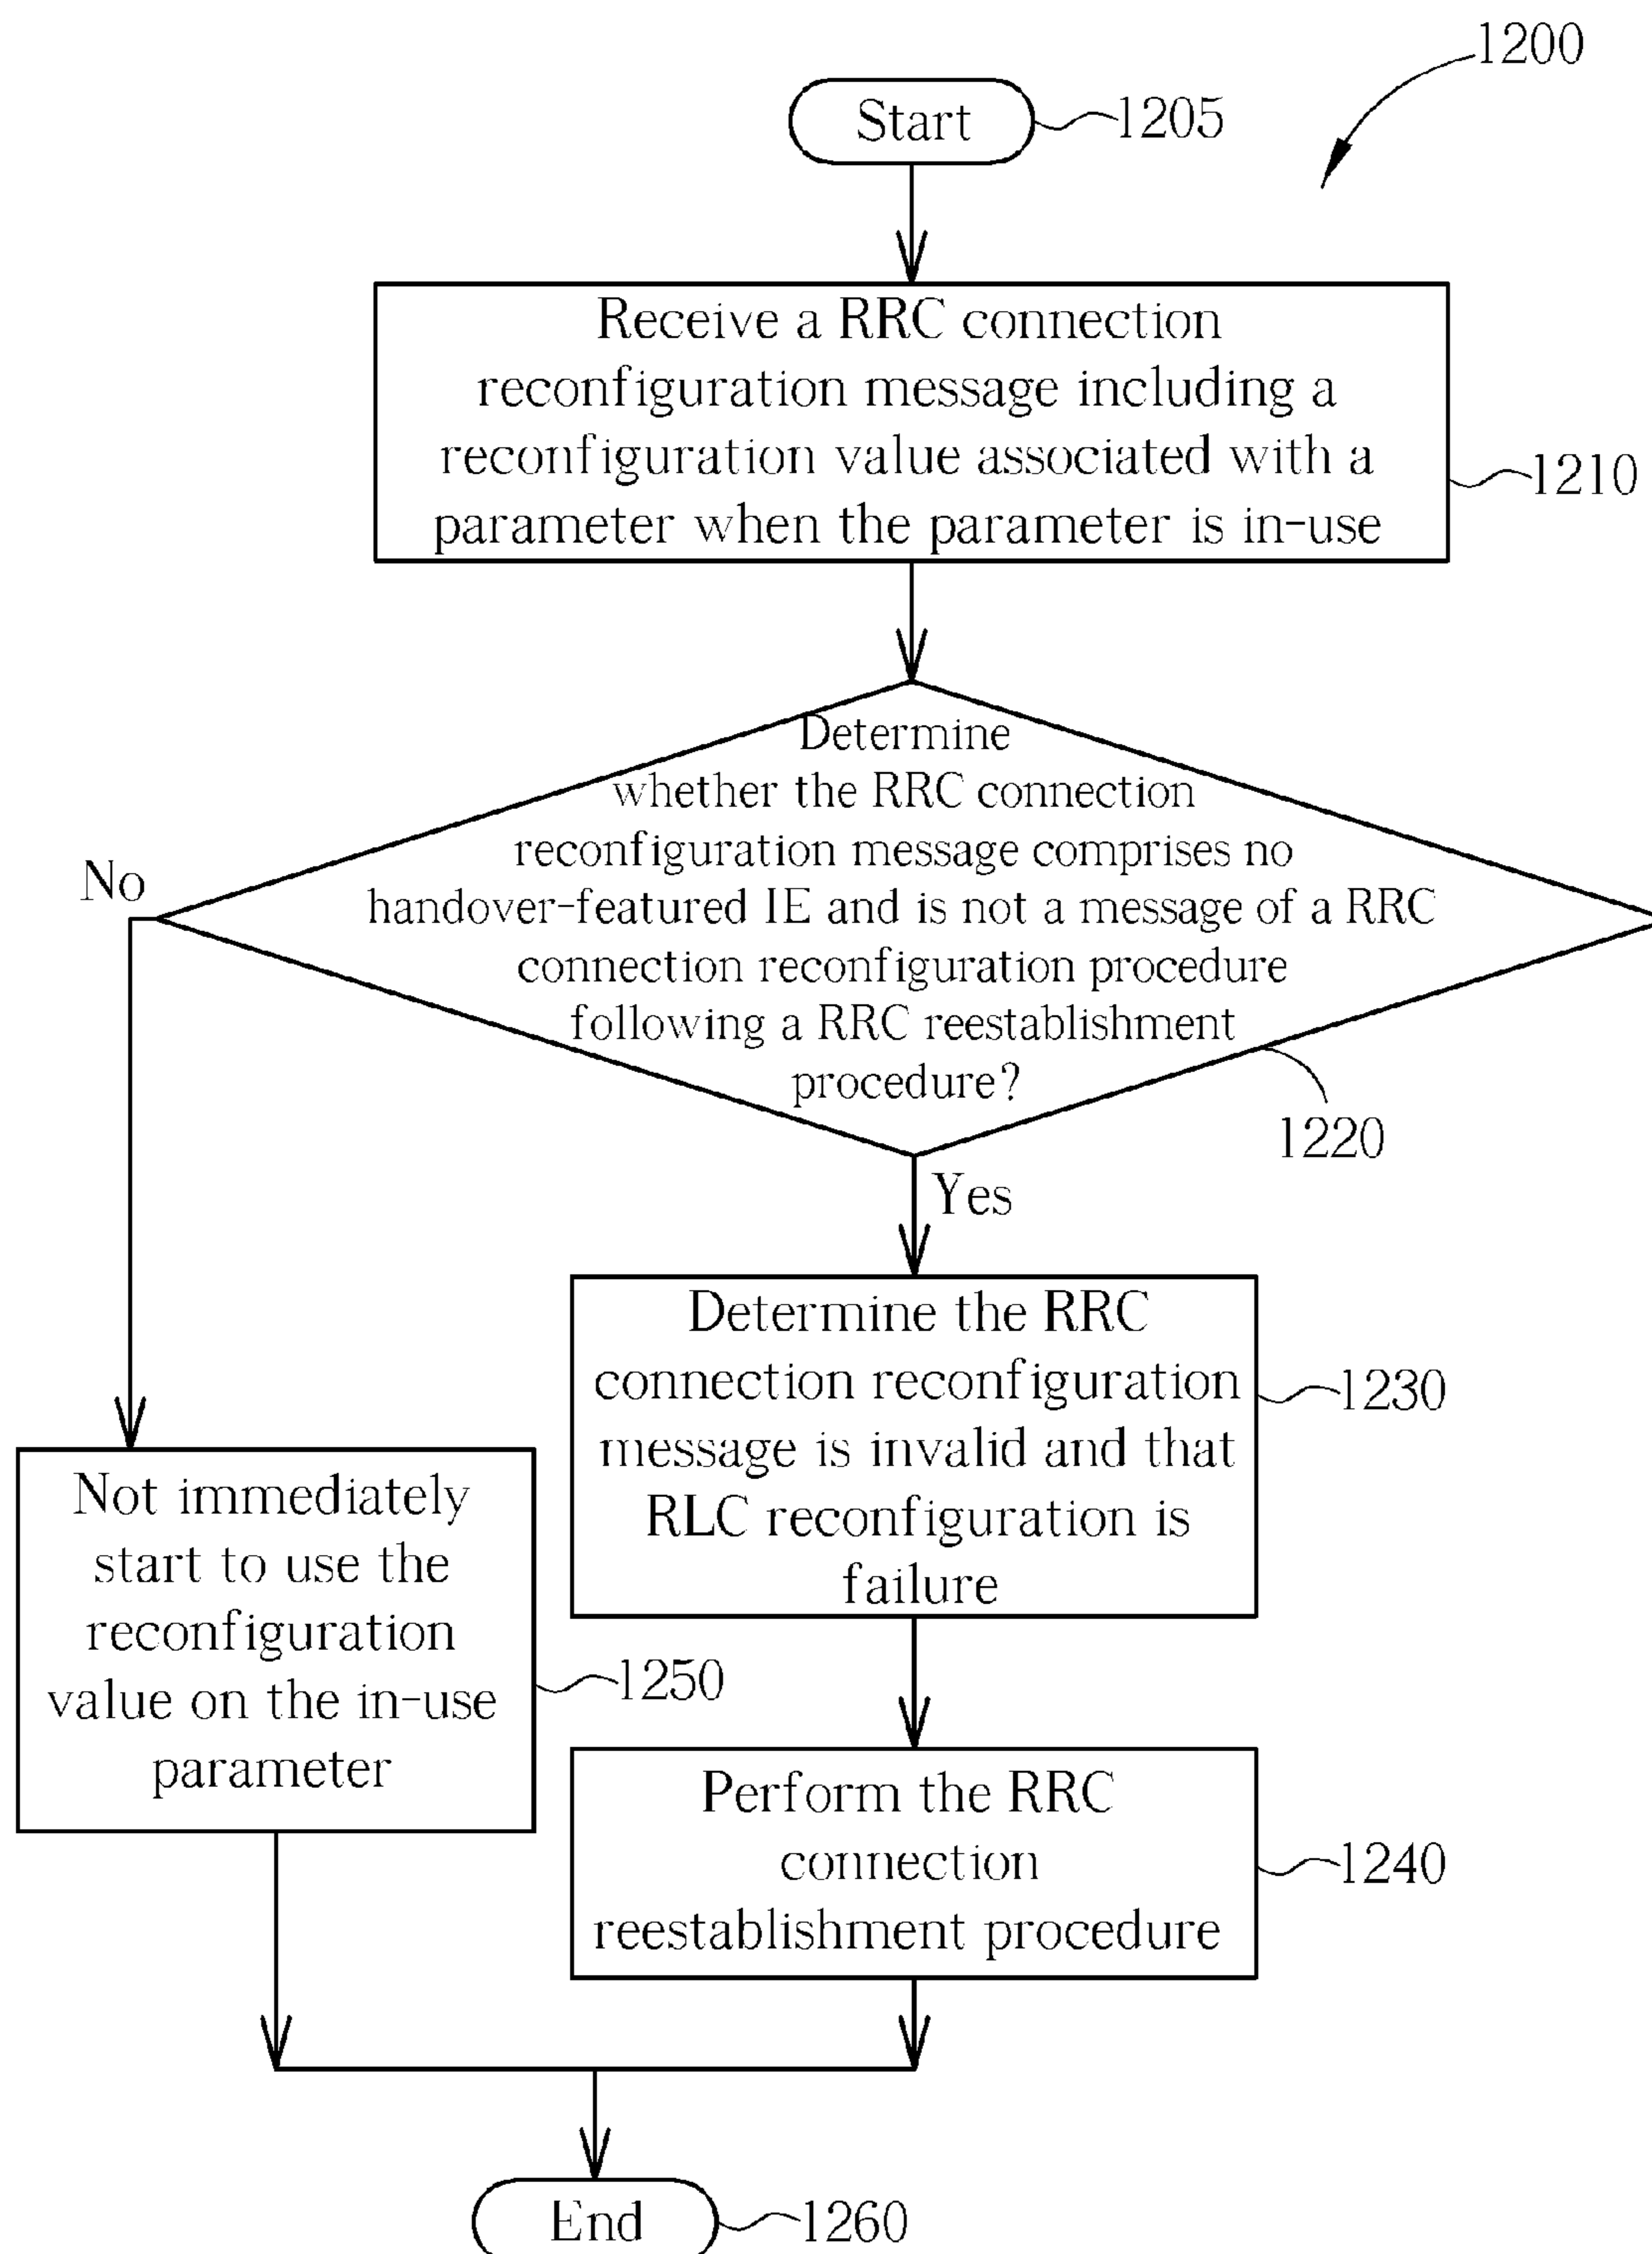 1200
Start
1205
Receive a RRC connection
reconfiguration message including a
reconfiguration value associated with a
parameter when the parameter is in-use
1210
Determine
whether the RRC connection
reconfiguration message comprises no
handover-featured IE and is not a message of a RRC
connection reconfiguration procedure
following a RRC reestablishment
procedure?
1220
No
Yes
Determine the RRC
connection reconfiguration
message is invalid and that
RLC reconfiguration is
failure
1230
Not immediately
start to use the
reconfiguration
value on the in-use
parameter
1250
Perform the RRC
connection
reestablishment procedure
1240
End
1260